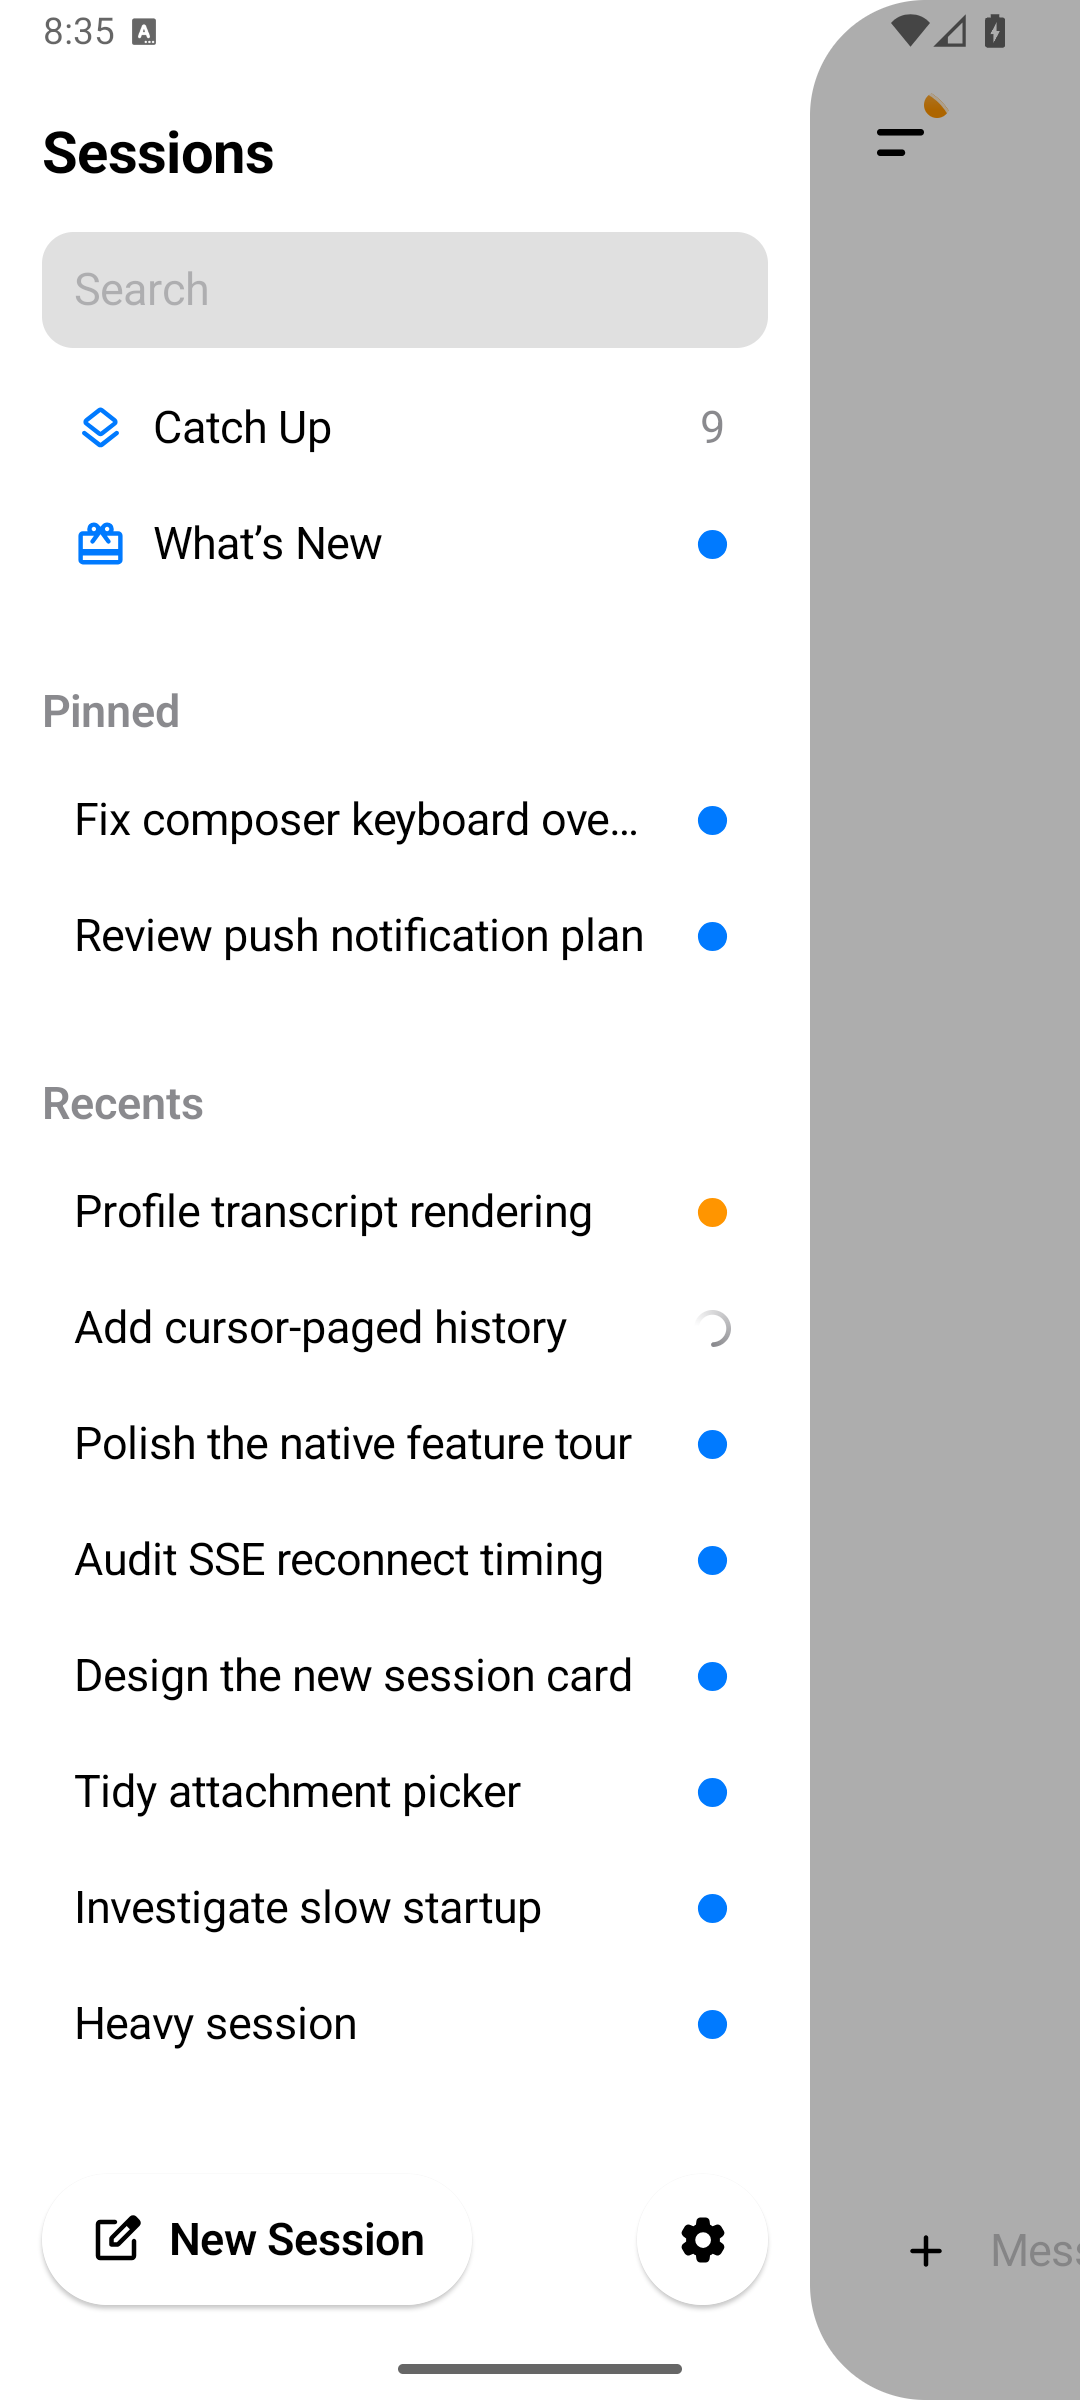 8:35
Sessions
Search
Catch Up 9
What’s New
Pinned
Fix composer keyboard ove...
Review push notification plan
Recents
Profile transcript rendering
Add cursor-paged history
Polish the native feature tour
Audit SSE reconnect timing
Design the new session card
Tidy attachment picker
Investigate slow startup
Heavy session
New Session
Mess